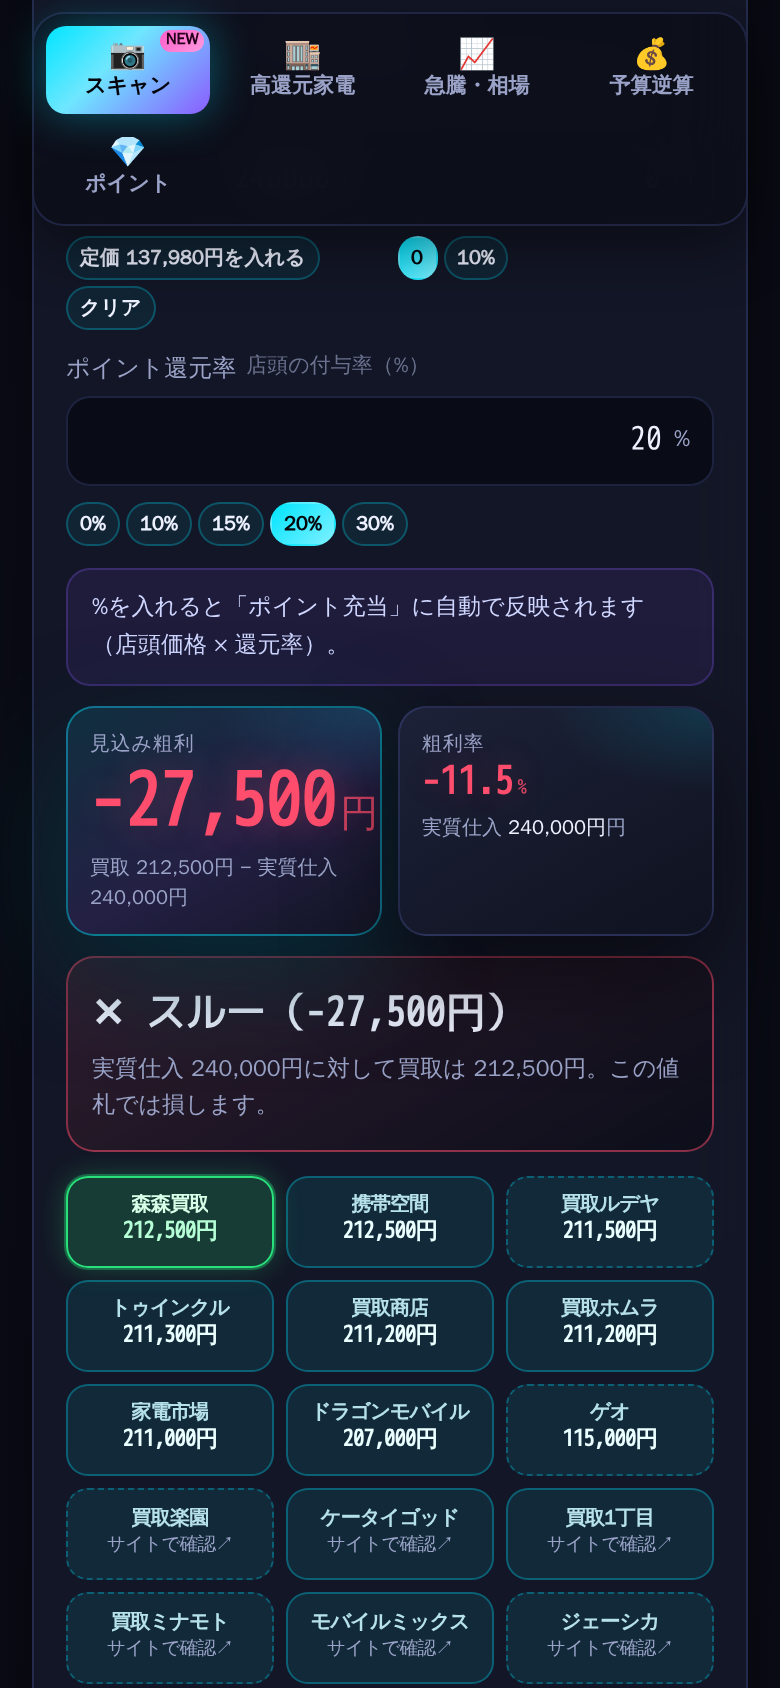 スキャン
NEW
高還元家電
急騰・相場
予算逆算
ポイント
定価 137,980円を入れる
0
10%
クリア
ポイント還元率 店頭の付与率（%）
20 %
0%
10%
15%
20%
30%
%を入れると「ポイント充当」に自動で反映されます
（店頭価格 × 還元率）。
見込み粗利
-27,500円
買取 212,500円 − 実質仕入
240,000円
粗利率
-11.5%
実質仕入 240,000円円
× スルー（-27,500円）
実質仕入 240,000円に対して買取は 212,500円。この値
札では損します。
森森買取
212,500円
携帯空間
212,500円
買取ルデヤ
211,500円
トゥインクル
211,300円
買取商店
211,200円
買取ホムラ
211,200円
家電市場
211,000円
ドラゴンモバイル
207,000円
ゲオ
115,000円
買取楽園
サイトで確認↗
ケータイゴッド
サイトで確認↗
買取1丁目
サイトで確認↗
買取ミナモト
サイトで確認↗
モバイルミックス
サイトで確認↗
ジェーシカ
サイトで確認↗